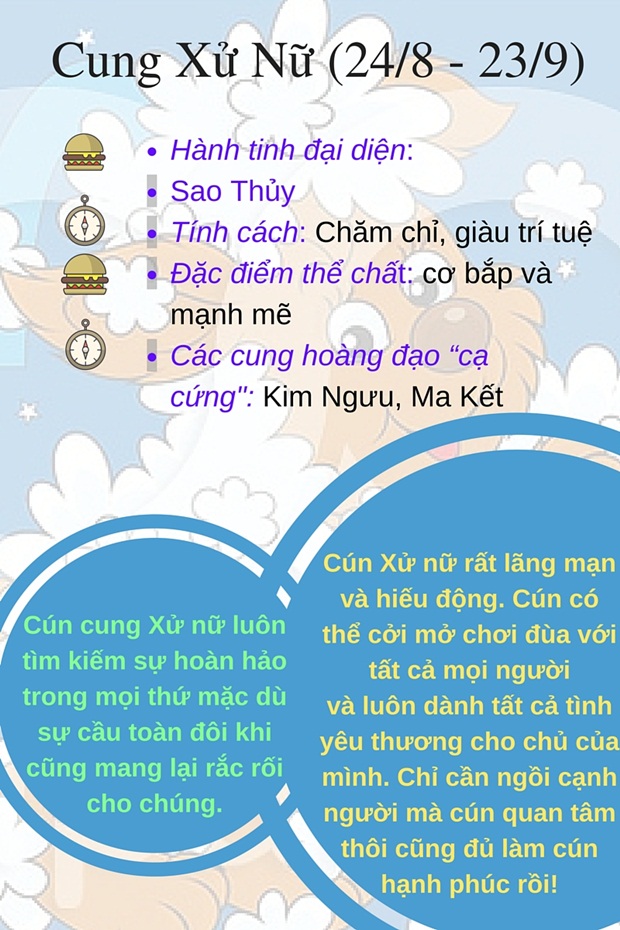 Cung Xử Nữ (24/8 - 23/9)
• Hành tinh đại diện:
• Sao Thủy
• Tính cách: Chăm chỉ, giàu trí tuệ
• Đặc điểm thể chất: cơ bắp và
mạnh mẽ
• Các cung hoàng đạo “cạ
cứng": Kim Ngưu, Ma Kết
Cún cung Xử nữ luôn
tìm kiếm sự hoàn hảo
trong mọi thứ mặc dù
sự cầu toàn đôi khi
cũng mang lại rắc rối
cho chúng.
Cún Xử nữ rất lãng mạn
và hiếu động. Cún có
thể cởi mở chơi đùa với
tất cả mọi người
và luôn dành tất cả tình
yêu thương cho chủ của
mình. Chỉ cần ngồi cạnh
người mà cún quan tâm
thôi cũng đủ làm cún
hạnh phúc rồi!